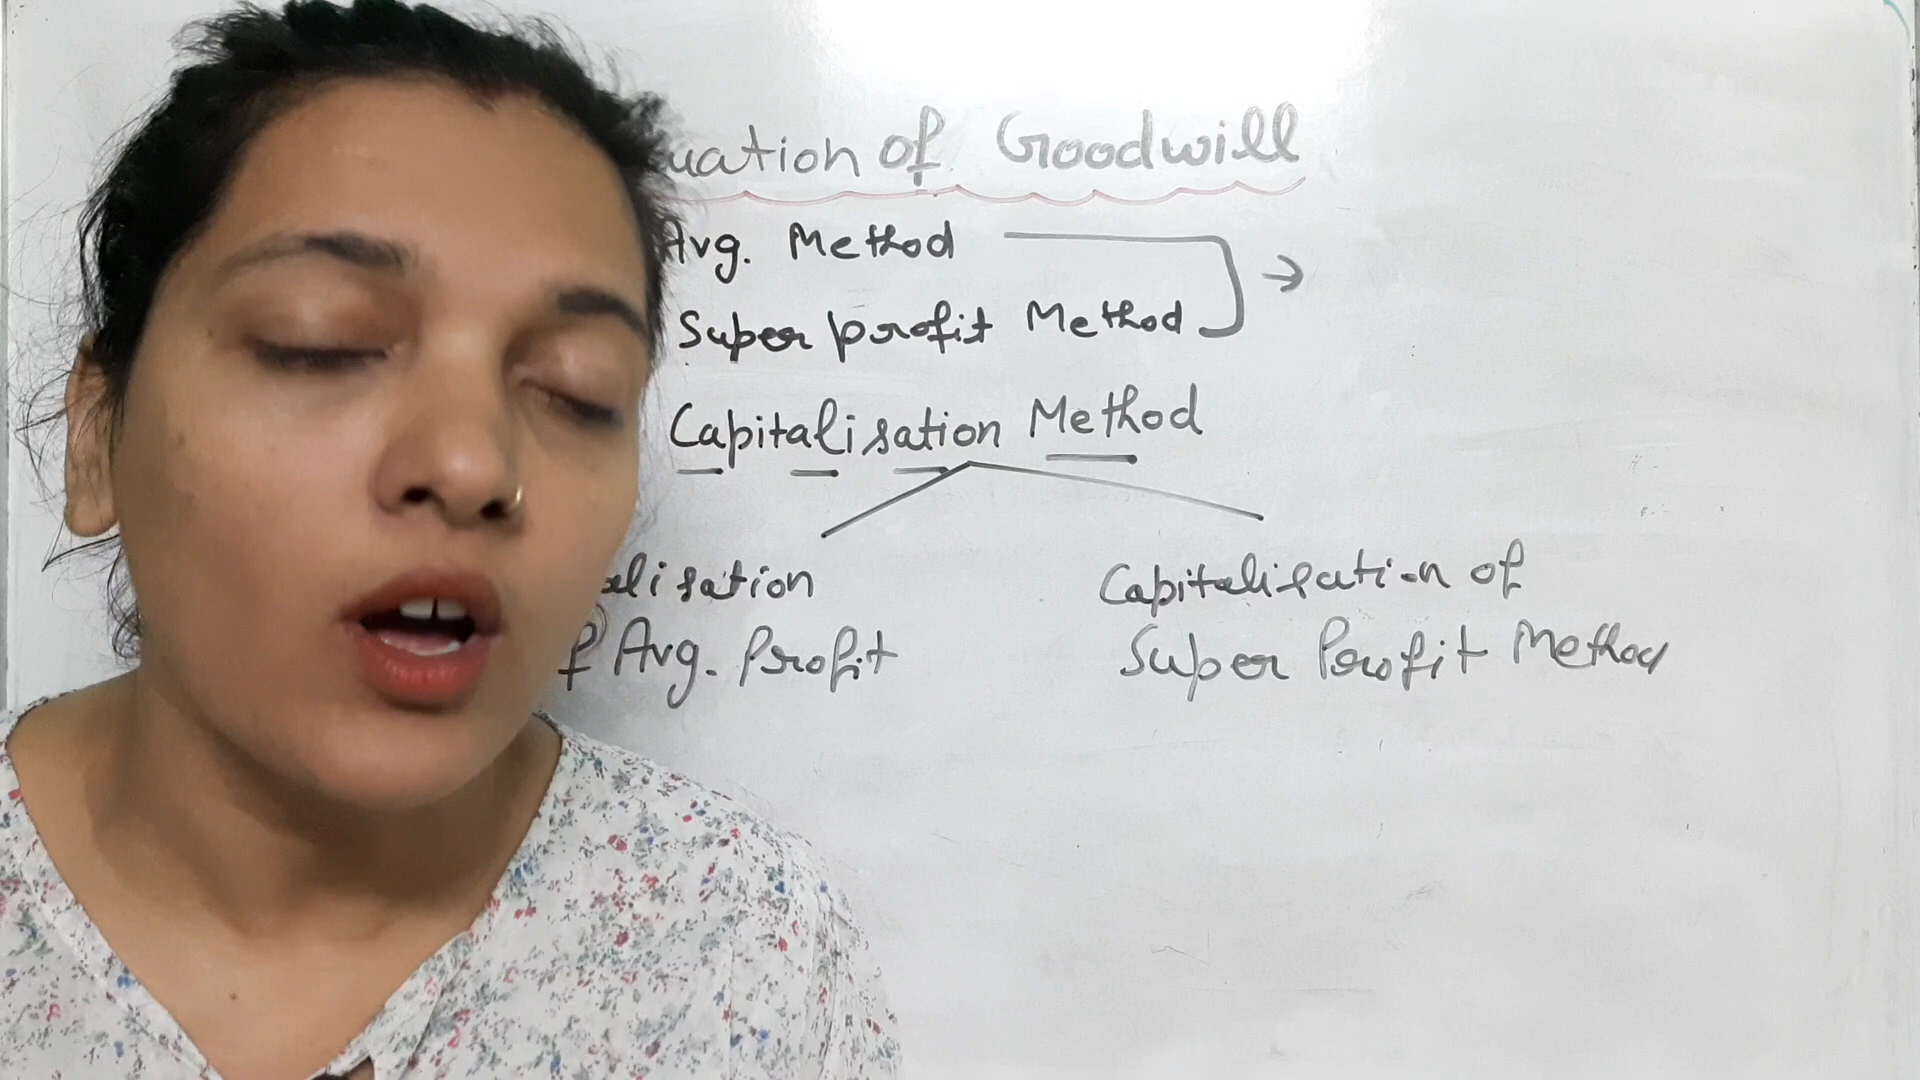 uation of Goodwill
Avg. Method →
Super profit Method
Capitalisation Method
alisation
f Avg. Profit
Capitalisation of
Super Profit Method